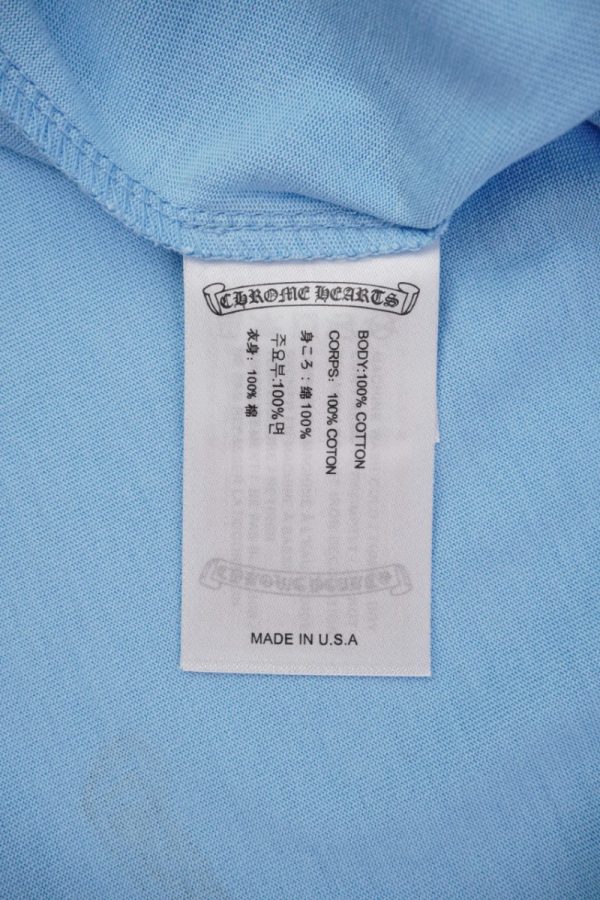 CHROME HEARTS
BODY:100% COTTON
CORPS: 100% COTON
身ころ：綿100%
주요부:100%면
衣身：100% 棉
MADE IN U.S.A